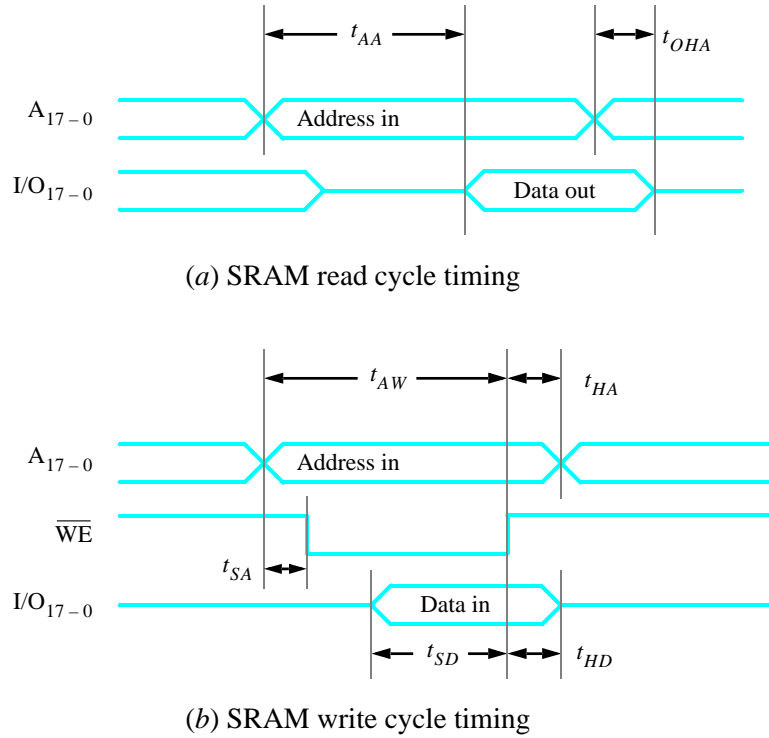 t_AA
t_OHA
A_17 – 0
Address in
I/O_17 – 0
Data out
(a) SRAM read cycle timing
t_AW
t_HA
A_17 – 0
Address in
W̅E̅
t_SA
I/O_17 – 0
Data in
t_SD
t_HD
(b) SRAM write cycle timing